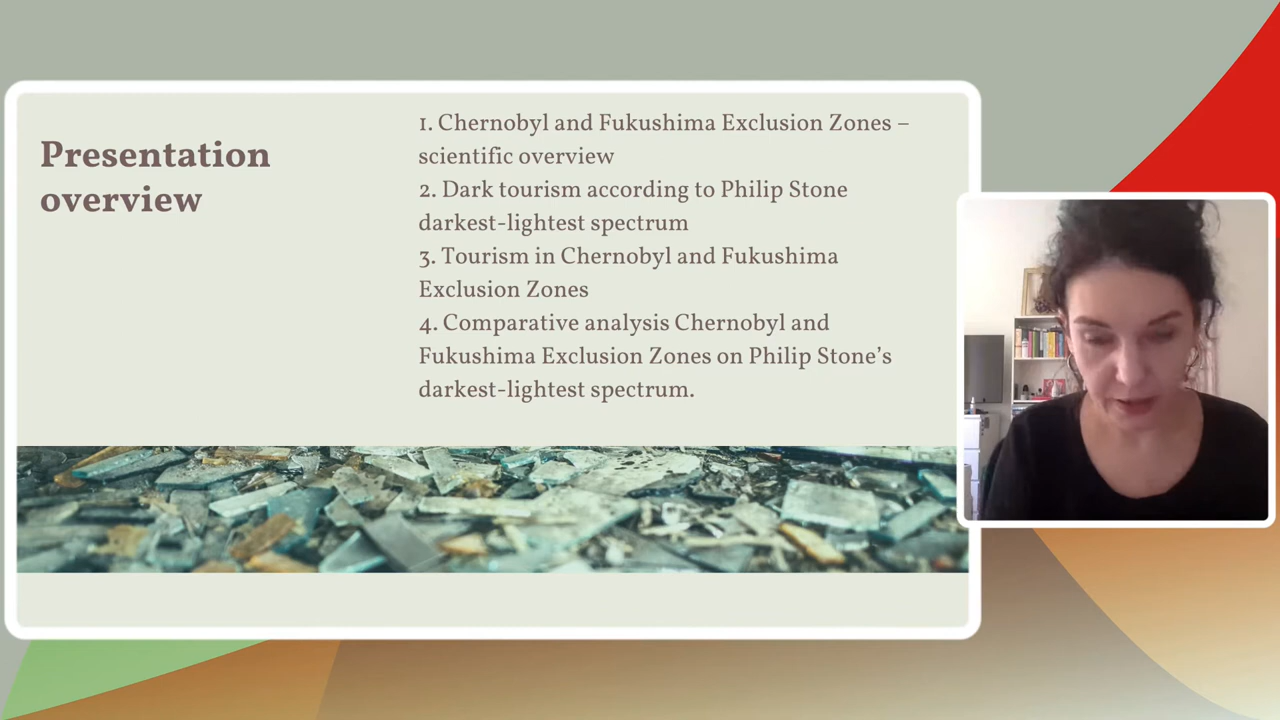 Presentation
overview
1. Chernobyl and Fukushima Exclusion Zones –
scientific overview
2. Dark tourism according to Philip Stone
darkest-lightest spectrum
3. Tourism in Chernobyl and Fukushima
Exclusion Zones
4. Comparative analysis Chernobyl and
Fukushima Exclusion Zones on Philip Stone’s
darkest-lightest spectrum.